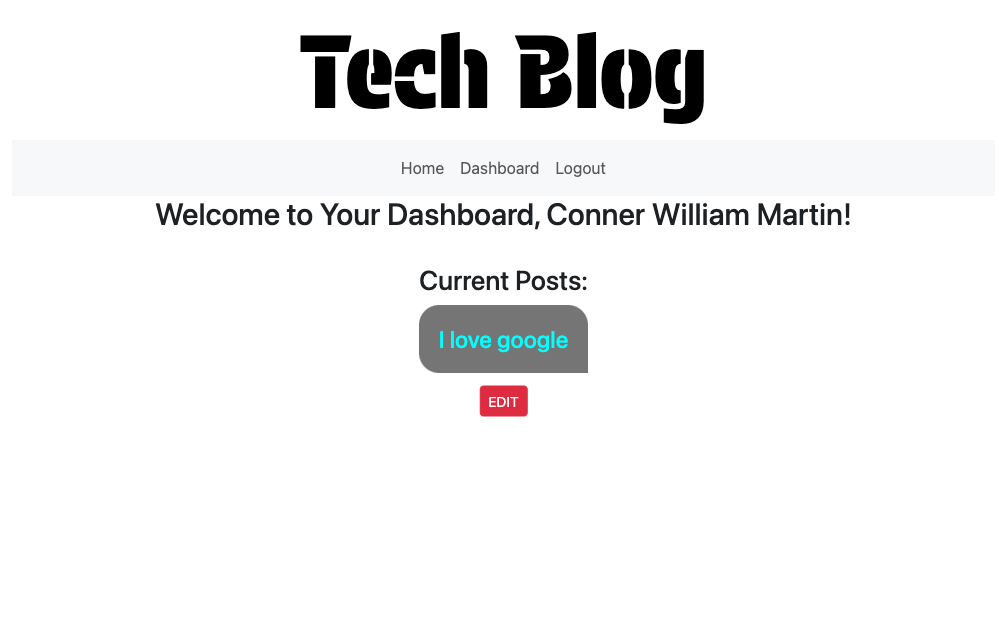 Tech Blog
Home Dashboard Logout
Welcome to Your Dashboard, Conner William Martin!
Current Posts:
I love google
EDIT